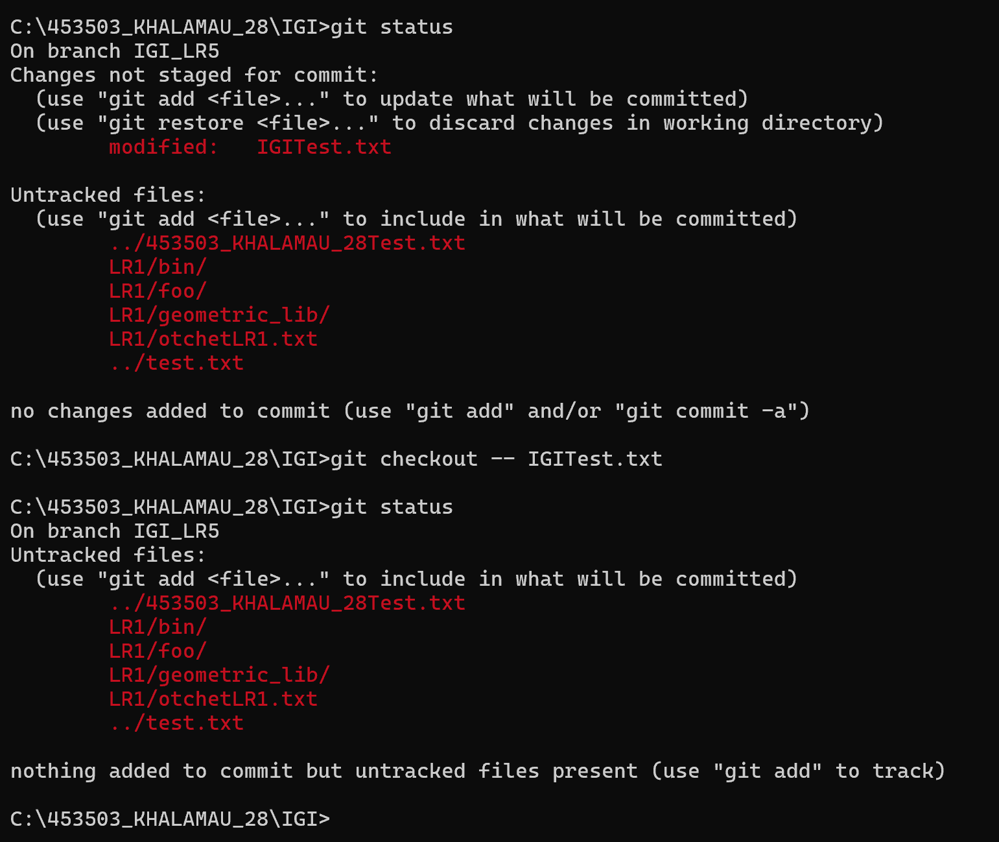 C:\453503_KHALAMAU_28\IGI>git status
On branch IGI_LR5
Changes not staged for commit:
  (use "git add <file>..." to update what will be committed)
  (use "git restore <file>..." to discard changes in working directory)
        modified:   IGITest.txt

Untracked files:
  (use "git add <file>..." to include in what will be committed)
        ../453503_KHALAMAU_28Test.txt
        LR1/bin/
        LR1/foo/
        LR1/geometric_lib/
        LR1/otchetLR1.txt
        ../test.txt

no changes added to commit (use "git add" and/or "git commit -a")

C:\453503_KHALAMAU_28\IGI>git checkout -- IGITest.txt

C:\453503_KHALAMAU_28\IGI>git status
On branch IGI_LR5
Untracked files:
  (use "git add <file>..." to include in what will be committed)
        ../453503_KHALAMAU_28Test.txt
        LR1/bin/
        LR1/foo/
        LR1/geometric_lib/
        LR1/otchetLR1.txt
        ../test.txt

nothing added to commit but untracked files present (use "git add" to track)

C:\453503_KHALAMAU_28\IGI>